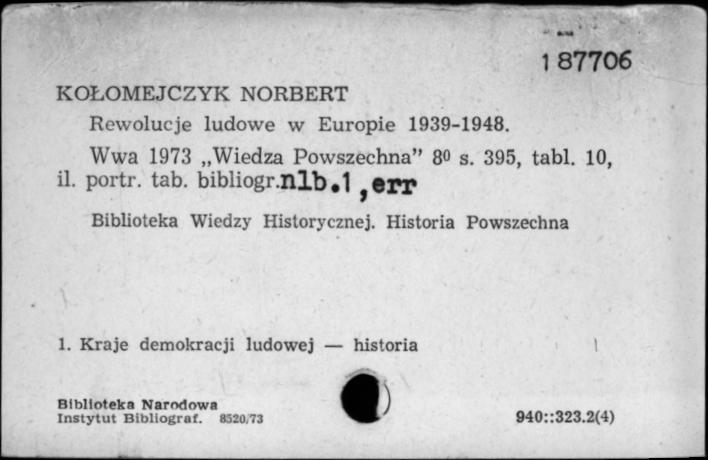 187706
KOŁOMEJCZYK NORBERT
Rewolucje ludowe w Europie 1939-1948.
Wwa 1973 „Wiedza Powszechna” 8⁰ s. 395, tabl. 10,
il. portr. tab. bibliogr. nlb.1, err
Biblioteka Wiedzy Historycznej. Historia Powszechna
1. Kraje demokracji ludowej — historia
Biblioteka Narodowa
Instytut Bibliograf. 8520/73
940::323.2(4)